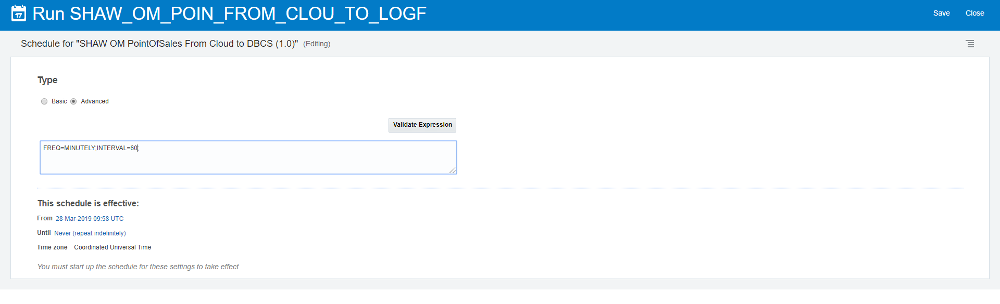 17 Run SHAW_OM_POIN_FROM_CLOU_TO_LOGF Save Close
Schedule for "SHAW OM PointOfSales From Cloud to DBCS (1.0)" (Editing)
Type
Basic Advanced
Validate Expression
FREQ=MINUTELY;INTERVAL=60;
This schedule is effective:
From 28-Mar-2019 09:58 UTC
Until Never (repeat indefinitely)
Time zone Coordinated Universal Time
You must start up the schedule for these settings to take effect